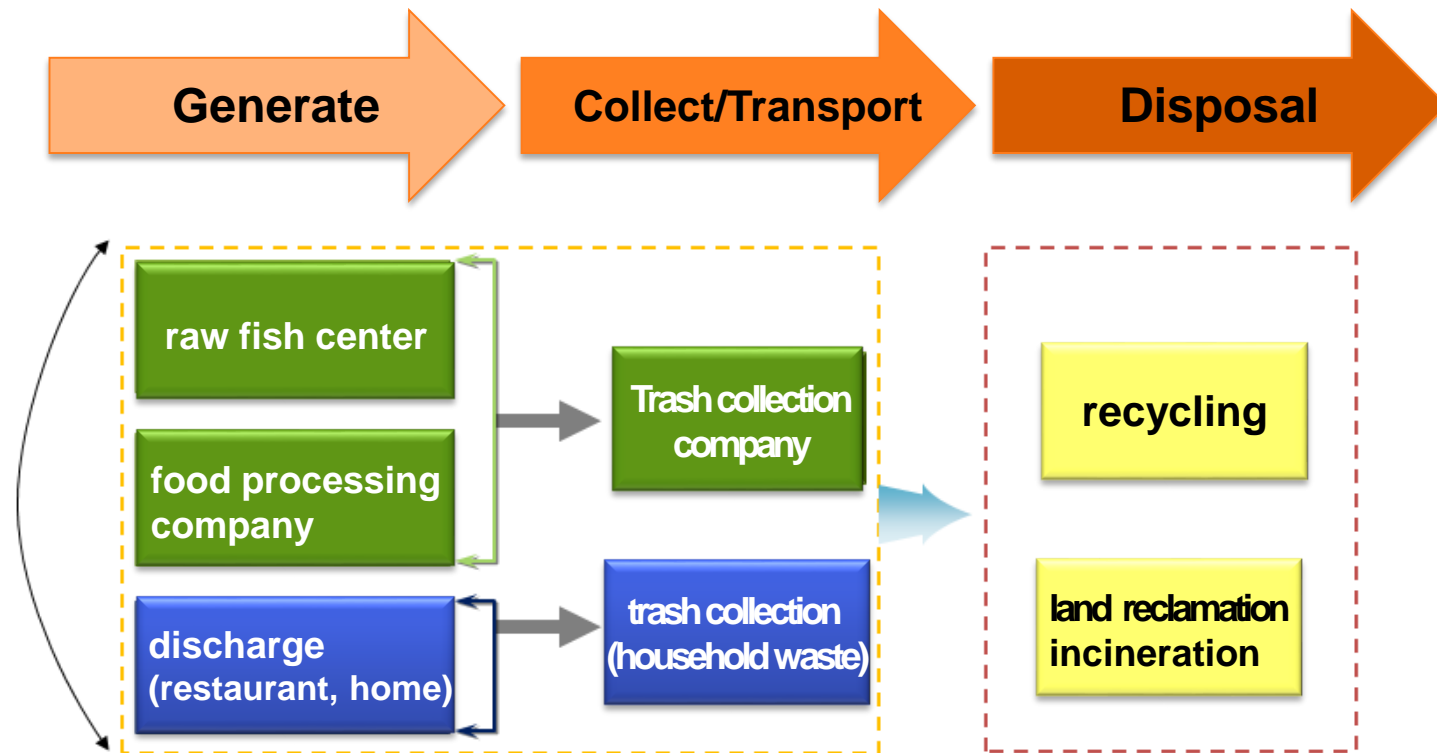 Generate
Collect/Transport
Disposal
raw fish center
food processing
company
discharge
(restaurant, home)
Trash collection
company
trash collection
(household waste)
recycling
land reclamation
incineration